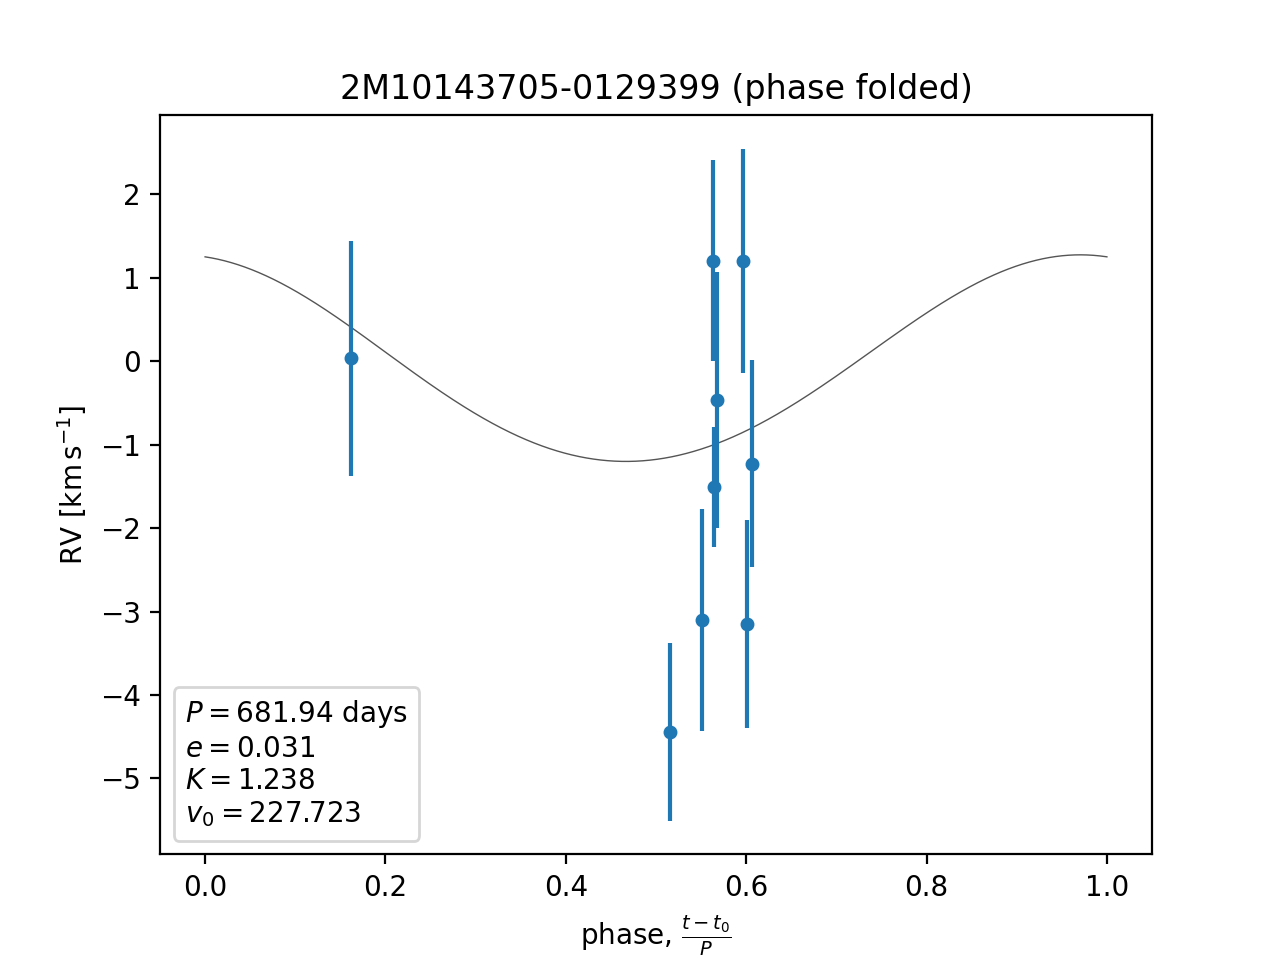 2M10143705-0129399 (phase folded)
2
1
0
−1
−2
−3
−4
−5
RV [km s⁻¹]
P = 681.94 days
e = 0.031
K = 1.238
v₀ = 227.723
0.0 0.2 0.4 0.6 0.8 1.0
phase, (t − t₀)/P